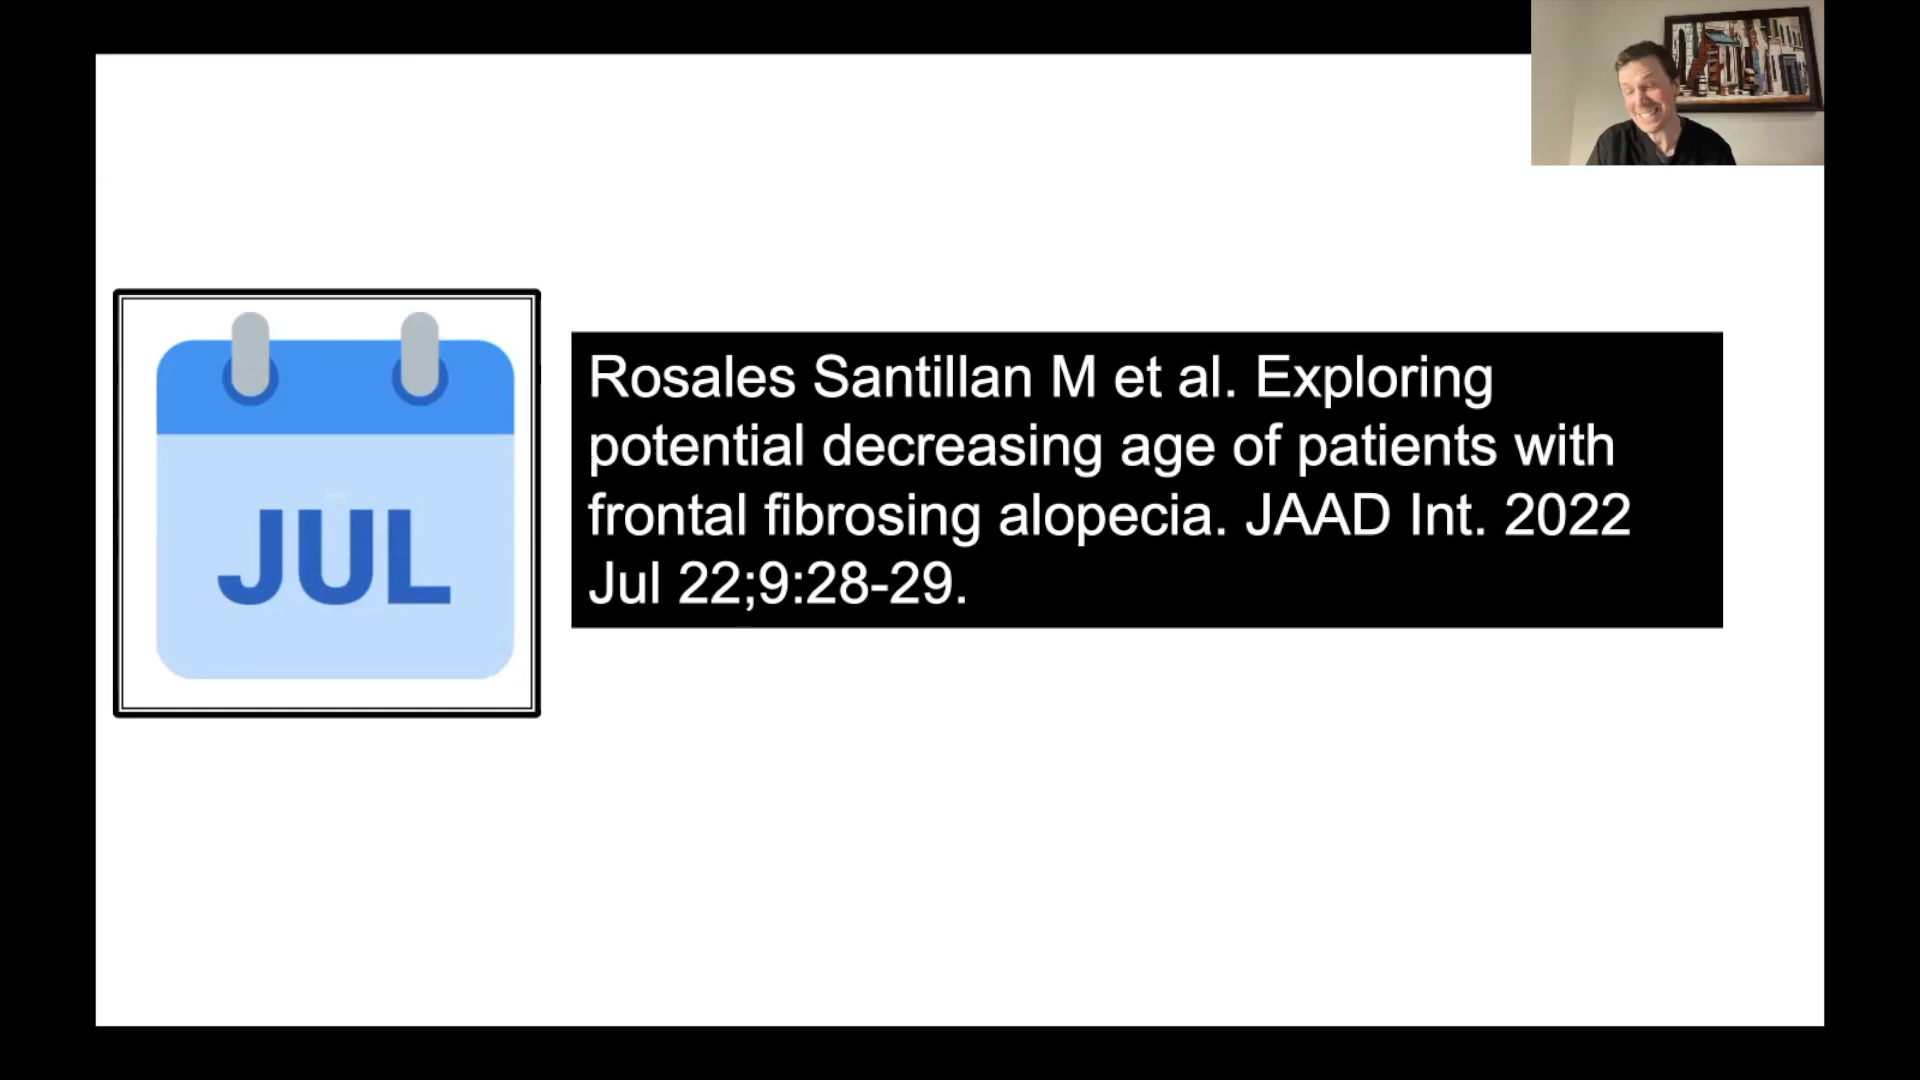 JUL
Rosales Santillan M et al. Exploring
potential decreasing age of patients with
frontal fibrosing alopecia. JAAD Int. 2022
Jul 22;9:28-29.